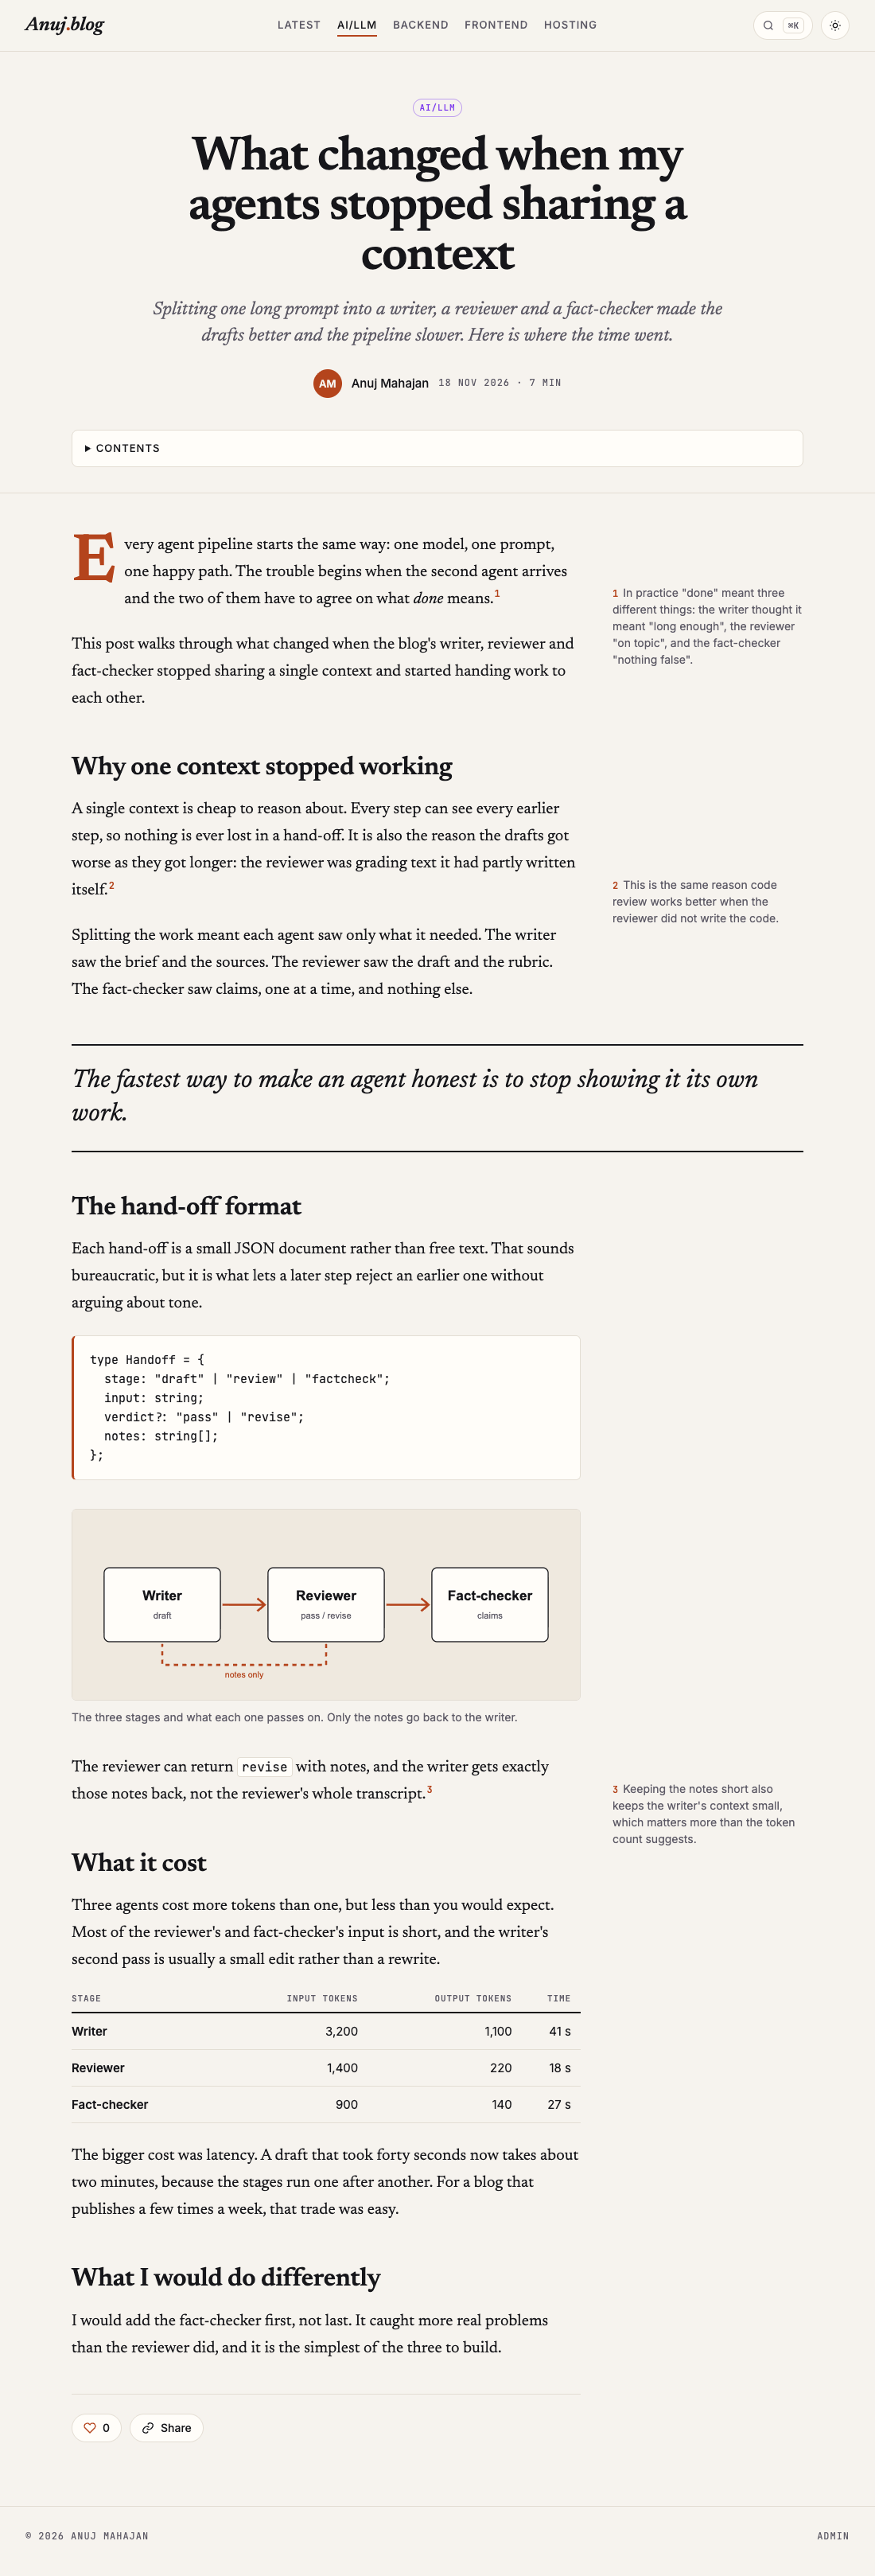 Anuj.blog
LATEST AI/LLM BACKEND FRONTEND HOSTING
⌘K
AI/LLM
What changed when my
agents stopped sharing a
context
Splitting one long prompt into a writer, a reviewer and a fact-checker made the
drafts better and the pipeline slower. Here is where the time went.
AM Anuj Mahajan 18 NOV 2026 · 7 MIN
CONTENTS
Every agent pipeline starts the same way: one model, one prompt,
one happy path. The trouble begins when the second agent arrives
and the two of them have to agree on what done means.1
1 In practice "done" meant three
different things: the writer thought it
meant "long enough", the reviewer
"on topic", and the fact-checker
"nothing false".
This post walks through what changed when the blog's writer, reviewer and
fact-checker stopped sharing a single context and started handing work to
each other.
Why one context stopped working
A single context is cheap to reason about. Every step can see every earlier
step, so nothing is ever lost in a hand-off. It is also the reason the drafts got
worse as they got longer: the reviewer was grading text it had partly written
itself.2
2 This is the same reason code
review works better when the
reviewer did not write the code.
Splitting the work meant each agent saw only what it needed. The writer
saw the brief and the sources. The reviewer saw the draft and the rubric.
The fact-checker saw claims, one at a time, and nothing else.
The fastest way to make an agent honest is to stop showing it its own
work.
The hand-off format
Each hand-off is a small JSON document rather than free text. That sounds
bureaucratic, but it is what lets a later step reject an earlier one without
arguing about tone.
type Handoff = {
  stage: "draft" | "review" | "factcheck";
  input: string;
  verdict?: "pass" | "revise";
  notes: string[];
};
Writer
draft
Reviewer
pass / revise
Fact-checker
claims
notes only
The three stages and what each one passes on. Only the notes go back to the writer.
The reviewer can return revise with notes, and the writer gets exactly
those notes back, not the reviewer's whole transcript.3
3 Keeping the notes short also
keeps the writer's context small,
which matters more than the token
count suggests.
What it cost
Three agents cost more tokens than one, but less than you would expect.
Most of the reviewer's and fact-checker's input is short, and the writer's
second pass is usually a small edit rather than a rewrite.
STAGE INPUT TOKENS OUTPUT TOKENS TIME
Writer 3,200 1,100 41 s
Reviewer 1,400 220 18 s
Fact-checker 900 140 27 s
The bigger cost was latency. A draft that took forty seconds now takes about
two minutes, because the stages run one after another. For a blog that
publishes a few times a week, that trade was easy.
What I would do differently
I would add the fact-checker first, not last. It caught more real problems
than the reviewer did, and it is the simplest of the three to build.
0 Share
© 2026 ANUJ MAHAJAN ADMIN